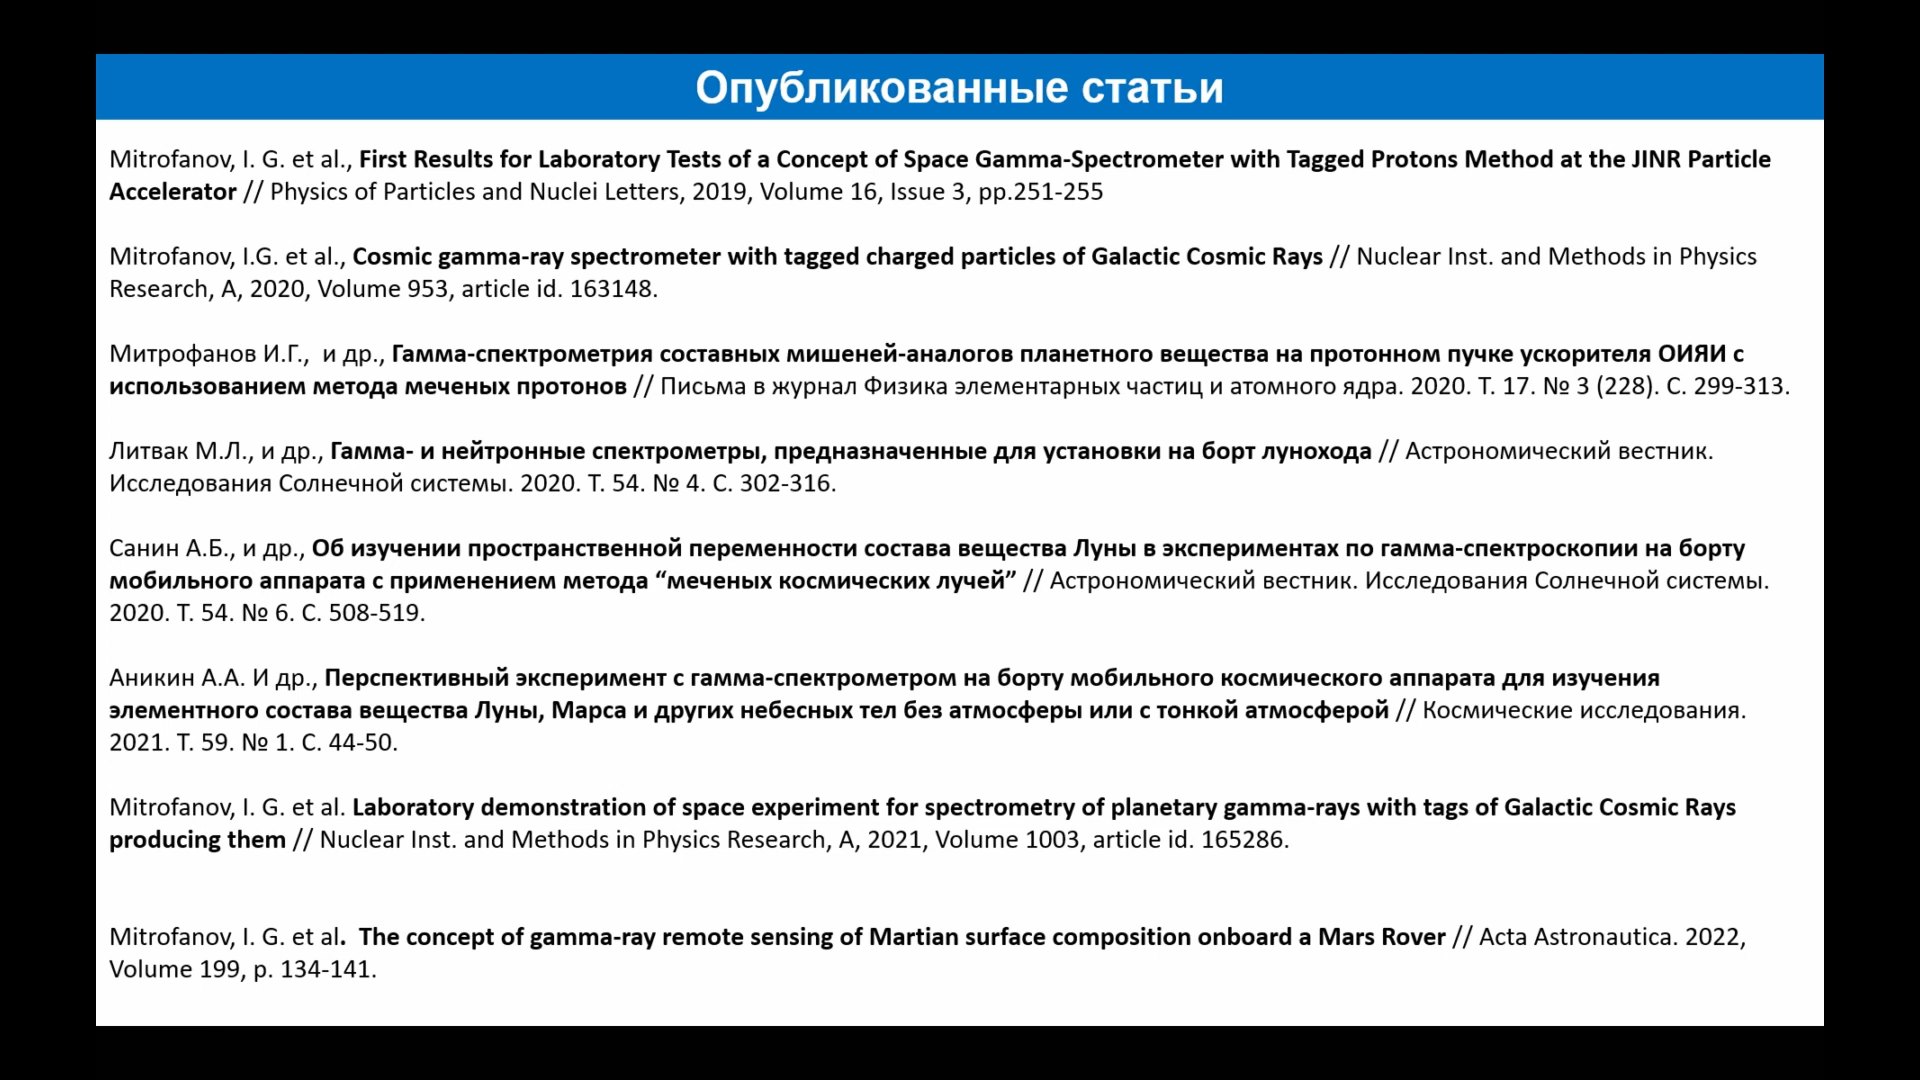 Опубликованные статьи
Mitrofanov, I. G. et al., First Results for Laboratory Tests of a Concept of Space Gamma-Spectrometer with Tagged Protons Method at the JINR Particle
Accelerator // Physics of Particles and Nuclei Letters, 2019, Volume 16, Issue 3, pp.251-255
Mitrofanov, I.G. et al., Cosmic gamma-ray spectrometer with tagged charged particles of Galactic Cosmic Rays // Nuclear Inst. and Methods in Physics
Research, A, 2020, Volume 953, article id. 163148.
Митрофанов И.Г., и др., Гамма-спектрометрия составных мишеней-аналогов планетного вещества на протонном пучке ускорителя ОИЯИ с
использованием метода меченых протонов // Письма в журнал Физика элементарных частиц и атомного ядра. 2020. Т. 17. № 3 (228). С. 299-313.
Литвак М.Л., и др., Гамма- и нейтронные спектрометры, предназначенные для установки на борт лунохода // Астрономический вестник.
Исследования Солнечной системы. 2020. Т. 54. № 4. С. 302-316.
Санин А.Б., и др., Об изучении пространственной переменности состава вещества Луны в экспериментах по гамма-спектроскопии на борту
мобильного аппарата с применением метода “меченых космических лучей” // Астрономический вестник. Исследования Солнечной системы.
2020. Т. 54. № 6. С. 508-519.
Аникин А.А. И др., Перспективный эксперимент с гамма-спектрометром на борту мобильного космического аппарата для изучения
элементного состава вещества Луны, Марса и других небесных тел без атмосферы или с тонкой атмосферой // Космические исследования.
2021. Т. 59. № 1. С. 44-50.
Mitrofanov, I. G. et al. Laboratory demonstration of space experiment for spectrometry of planetary gamma-rays with tags of Galactic Cosmic Rays
producing them // Nuclear Inst. and Methods in Physics Research, A, 2021, Volume 1003, article id. 165286.
Mitrofanov, I. G. et al. The concept of gamma-ray remote sensing of Martian surface composition onboard a Mars Rover // Acta Astronautica. 2022,
Volume 199, p. 134-141.